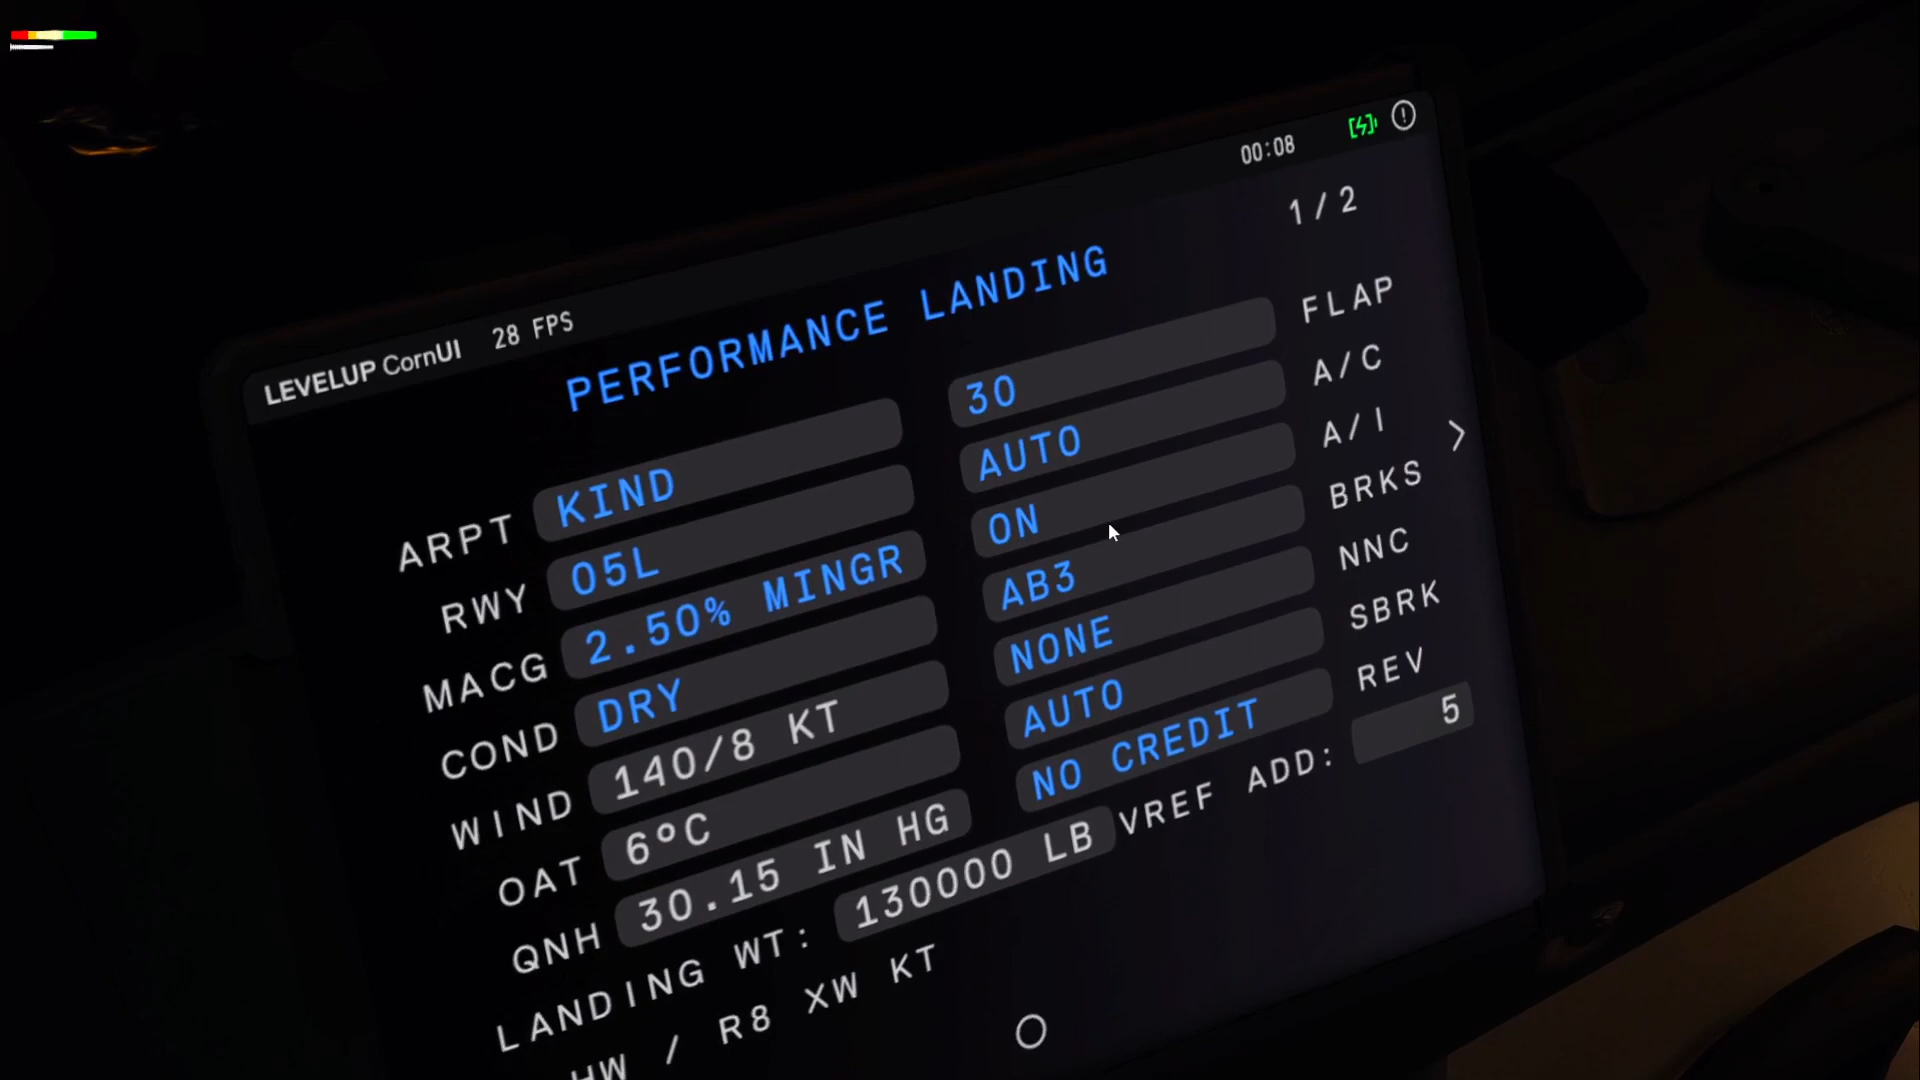 LEVELUP CornUI 28 FPS 00:08
1/2
PERFORMANCE LANDING
ARPT KIND 30 FLAP
RWY 05L AUTO A/C
MACG 2.50% MINGR ON A/I
COND DRY AB3 BRKS
WIND 140/8 KT NONE NNC
OAT 6°C AUTO SBRK
QNH 30.15 IN HG NO CREDIT REV
LANDING WT: 130000 LB VREF ADD: 5
HW / R8 XW KT